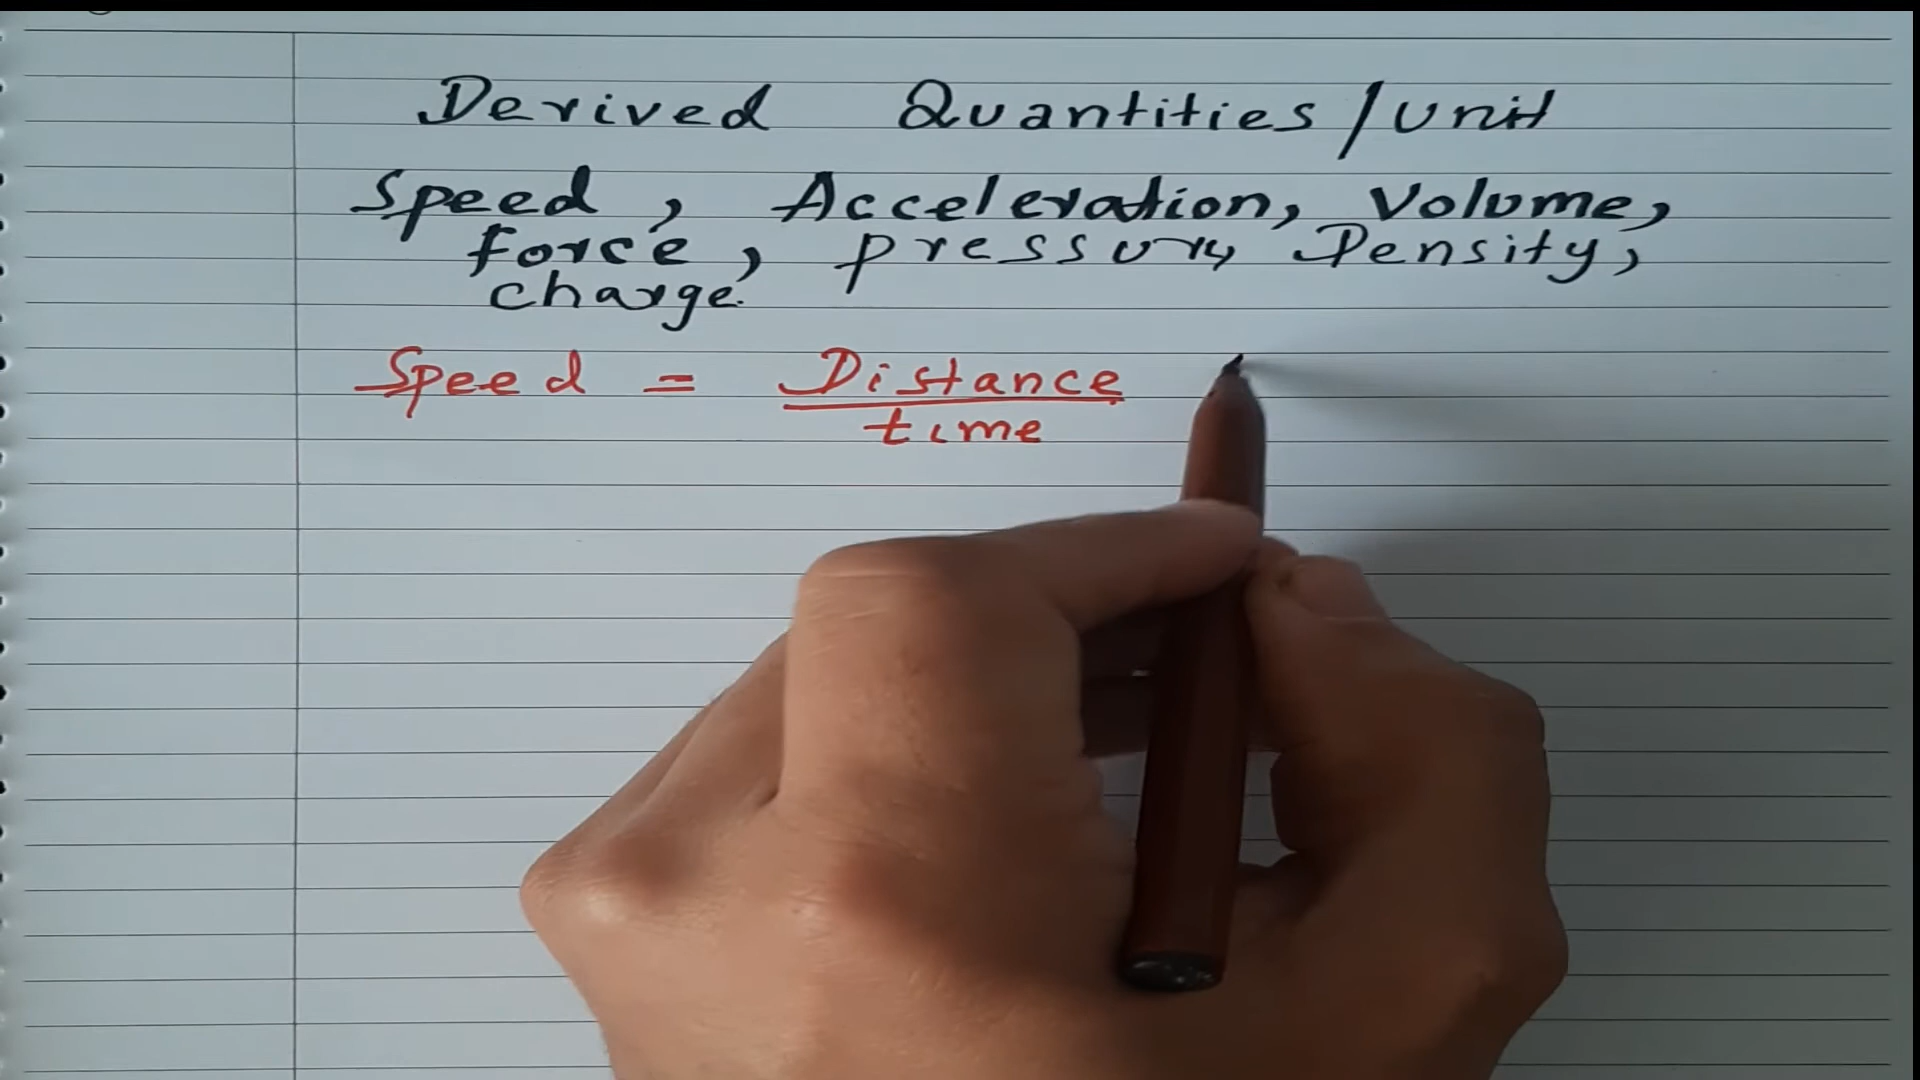 Derived Quantities/unit
Speed, Acceleration, Volume,
force, pressure, Density,
charge.
Speed = Distance
time